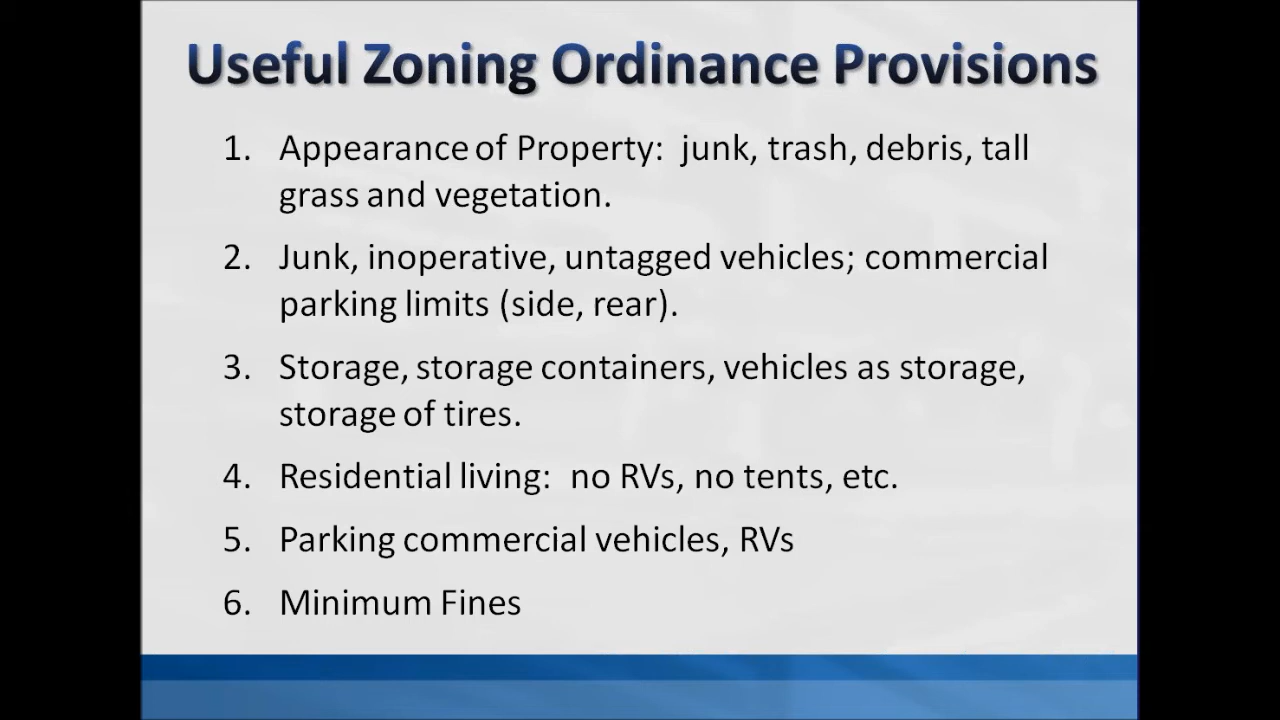 Useful Zoning Ordinance Provisions
1. Appearance of Property: junk, trash, debris, tall
grass and vegetation.
2. Junk, inoperative, untagged vehicles; commercial
parking limits (side, rear).
3. Storage, storage containers, vehicles as storage,
storage of tires.
4. Residential living: no RVs, no tents, etc.
5. Parking commercial vehicles, RVs
6. Minimum Fines